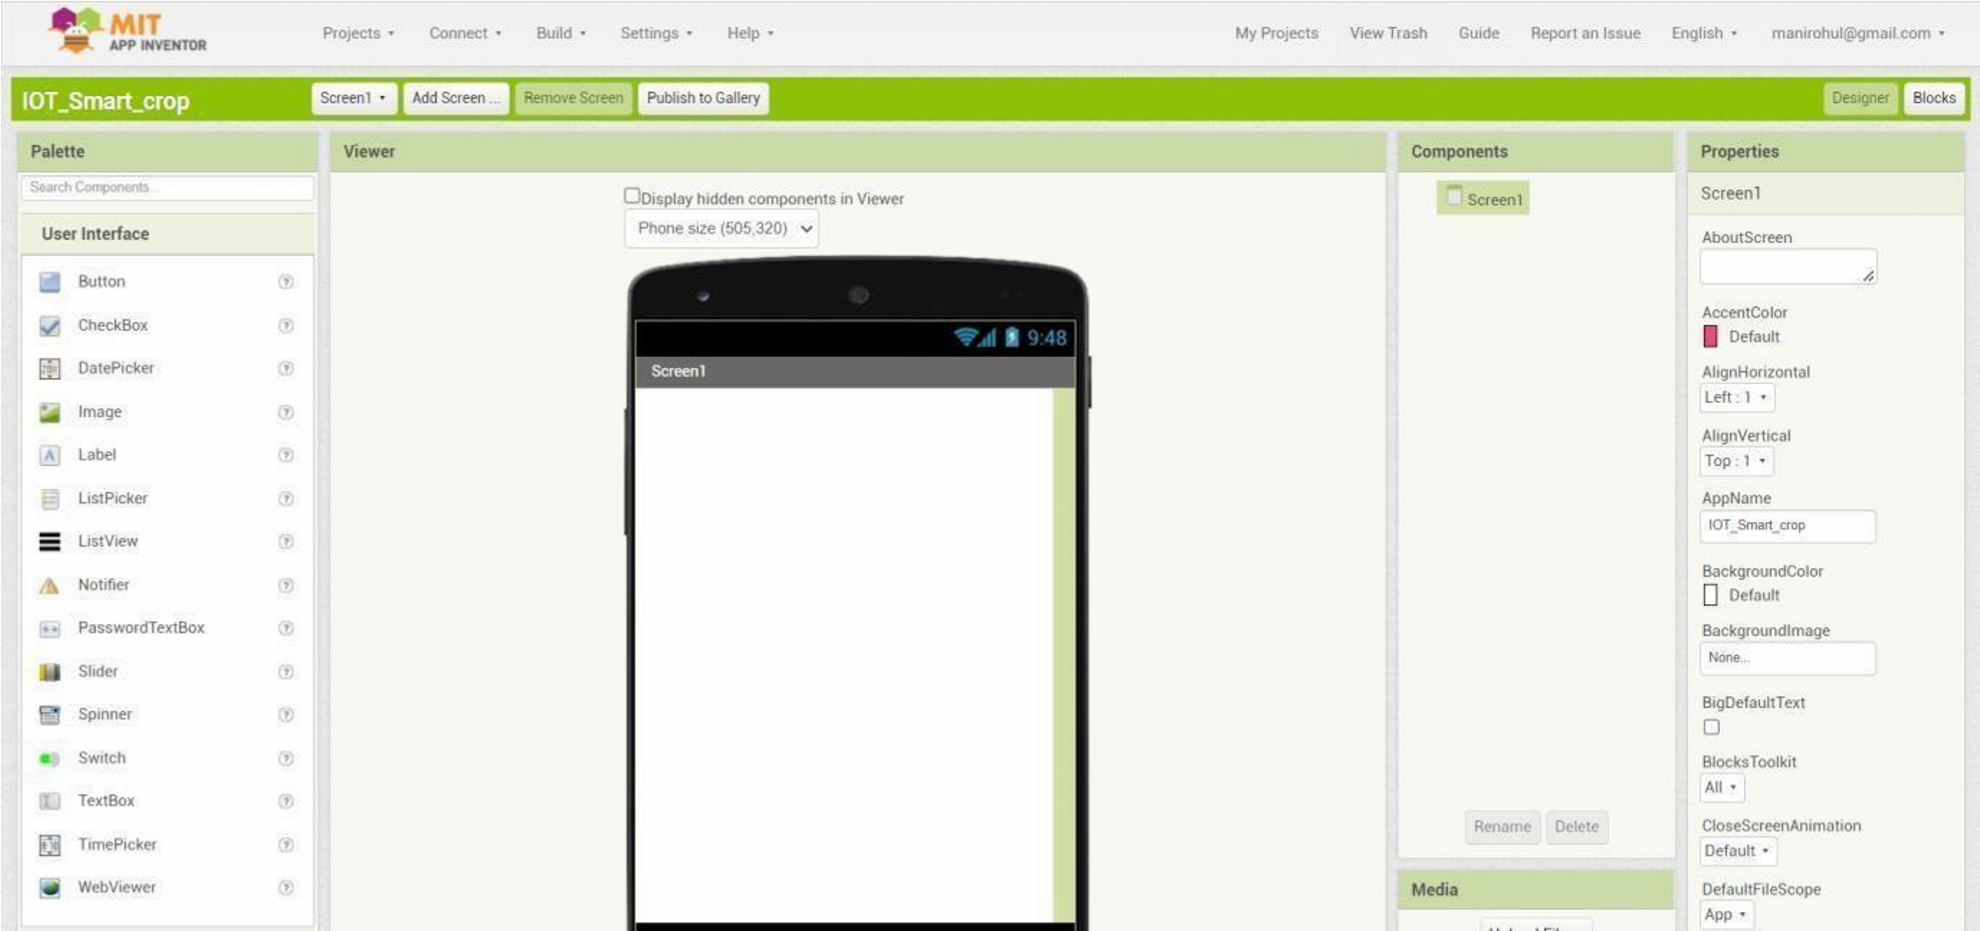 MIT
APP INVENTOR
Projects
Connect
Build
Settings
Help
My Projects
View Trash
Guide
Report an Issue
English
manirohul@gmail.com
IOT_Smart_crop
Screen1
Add Screen ...
Remove Screen
Publish to Gallery
Designer
Blocks
Palette
Search Components...
User Interface
Button
CheckBox
DatePicker
Image
Label
ListPicker
ListView
Notifier
PasswordTextBox
Slider
Spinner
Switch
TextBox
TimePicker
WebViewer
Viewer
Display hidden components in Viewer
Phone size (505,320)
9:48
Screen1
Components
Screen1
Rename
Delete
Media
Properties
Screen1
AboutScreen
AccentColor
Default
AlignHorizontal
Left : 1
AlignVertical
Top : 1
AppName
IOT_Smart_crop
BackgroundColor
Default
BackgroundImage
None...
BigDefaultText
BlocksToolkit
All
CloseScreenAnimation
Default
DefaultFileScope
App